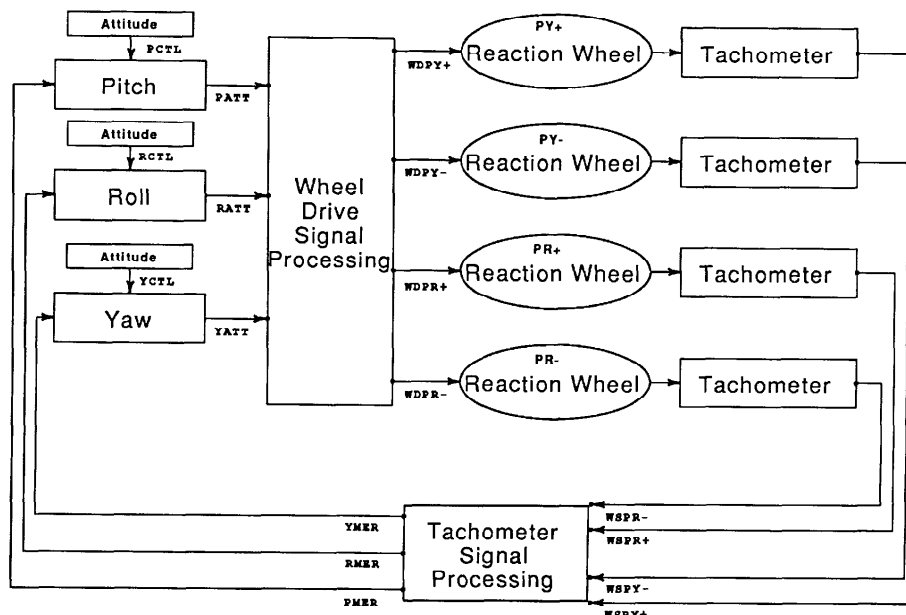 Attitude
PCTL
Pitch
PATT
Attitude
RCTL
Roll
RATT
Attitude
YCTL
Yaw
YATT
Wheel
Drive
Signal
Processing
WDPY+
PY+
Reaction Wheel
Tachometer
WDPY-
PY-
Reaction Wheel
Tachometer
WDPR+
PR+
Reaction Wheel
Tachometer
WDPR-
PR-
Reaction Wheel
Tachometer
YMER
RMER
PMER
Tachometer
Signal
Processing
WSPR-
WSPR+
WSPY-
WSPY+